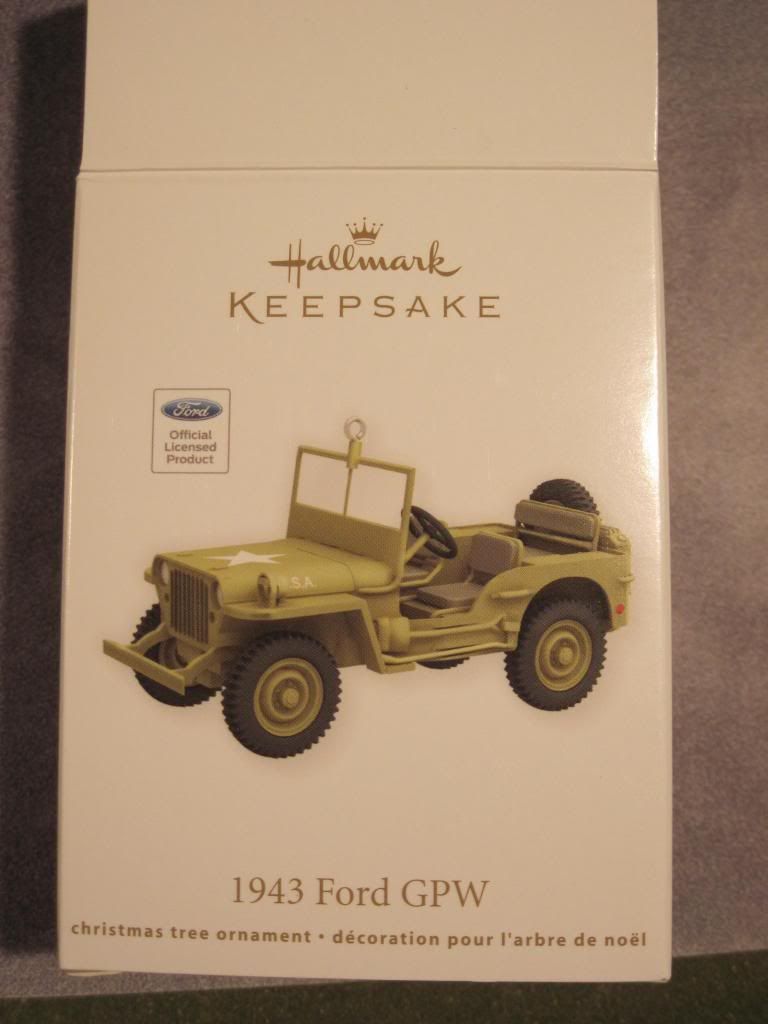 Hallmark
KEEPSAKE
Ford
Official
Licensed
Product
U.S.A.
1943 Ford GPW
christmas tree ornament • décoration pour l'arbre de noël